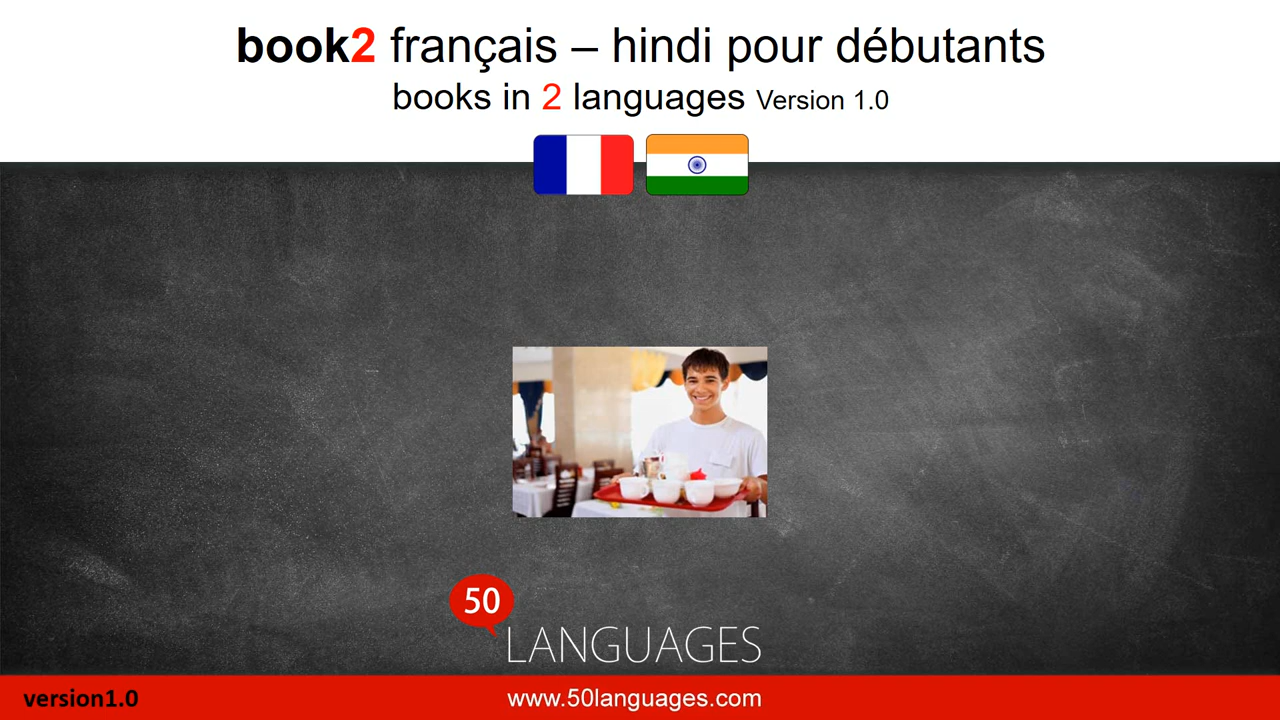 book2 français – hindi pour débutants
books in 2 languages Version 1.0
50
LANGUAGES
version1.0
www.50languages.com